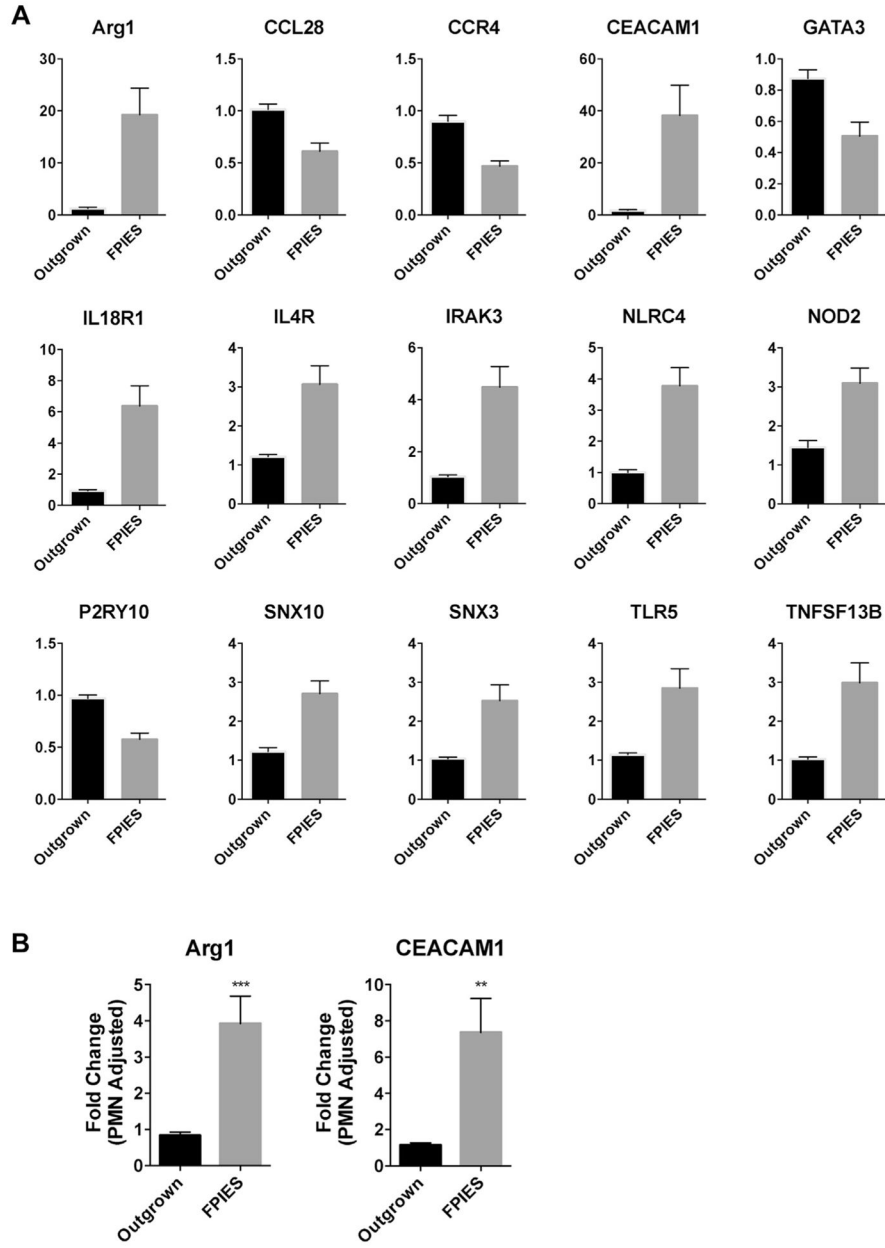 A
Arg1 CCL28 CCR4 CEACAM1 GATA3
30 1.5 1.5 60 1.0
0.8
20 1.0 1.0 40
0.6
0.4
10 0.5 0.5 20
0.2
0 0.0 0.0 0 0.0
Outgrown FPIES Outgrown FPIES Outgrown FPIES Outgrown FPIES Outgrown FPIES
IL18R1 IL4R IRAK3 NLRC4 NOD2
8 4 6 5 4
6 3 4 3
4 4
2 3 2
2 2
2 1 1 1
0 0 0 0 0
Outgrown FPIES Outgrown FPIES Outgrown FPIES Outgrown FPIES Outgrown FPIES
P2RY10 SNX10 SNX3 TLR5 TNFSF13B
1.5 4 4 4 4
3 3 3 3
1.0
2 2 2 2
0.5
1 1 1 1
0.0 0 0 0 0
Outgrown FPIES Outgrown FPIES Outgrown FPIES Outgrown FPIES Outgrown FPIES
B
Arg1 CEACAM1
Fold Change
(PMN Adjusted)
5
4
3
2
1
0
***
Outgrown FPIES
Fold Change
(PMN Adjusted)
10
8
6
4
2
0
**
Outgrown FPIES